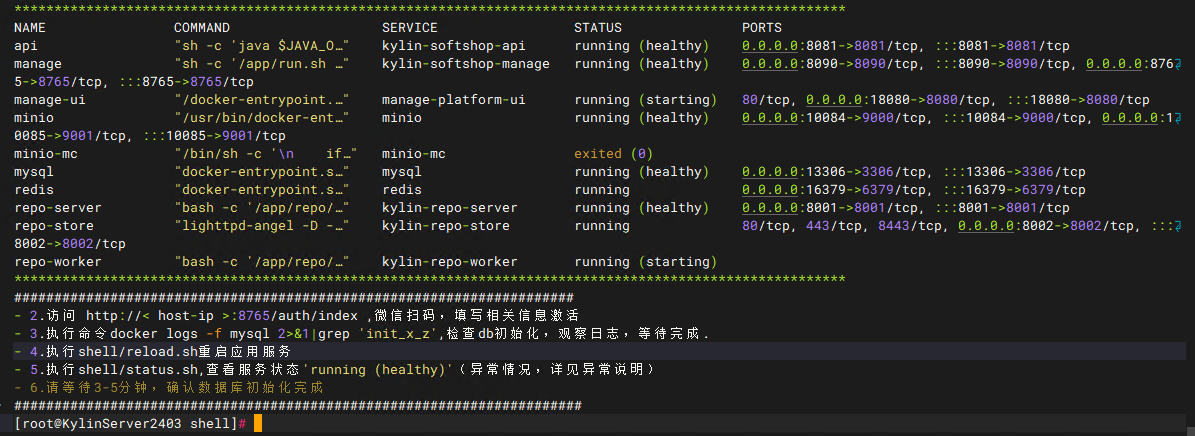 ********************************************************************************************************
NAME COMMAND SERVICE STATUS PORTS
api "sh -c 'java $JAVA_O…" kylin-softshop-api running (healthy) 0.0.0.0:8081->8081/tcp, :::8081->8081/tcp
manage "sh -c '/app/run.sh …" kylin-softshop-manage running (healthy) 0.0.0.0:8090->8090/tcp, :::8090->8090/tcp, 0.0.0.0:876
5->8765/tcp, :::8765->8765/tcp
manage-ui "/docker-entrypoint.…" manage-platform-ui running (starting) 80/tcp, 0.0.0.0:18080->8080/tcp, :::18080->8080/tcp
minio "/usr/bin/docker-ent…" minio running (healthy) 0.0.0.0:10084->9000/tcp, :::10084->9000/tcp, 0.0.0.0:1
0085->9001/tcp, :::10085->9001/tcp
minio-mc "/bin/sh -c '\n if…" minio-mc exited (0)
mysql "docker-entrypoint.s…" mysql running (healthy) 0.0.0.0:13306->3306/tcp, :::13306->3306/tcp
redis "docker-entrypoint.s…" redis running 0.0.0.0:16379->6379/tcp, :::16379->6379/tcp
repo-server "bash -c '/app/repo/…" kylin-repo-server running (healthy) 0.0.0.0:8001->8001/tcp, :::8001->8001/tcp
repo-store "lighttpd-angel -D -…" kylin-repo-store running 80/tcp, 443/tcp, 8443/tcp, 0.0.0.0:8002->8002/tcp, :::
8002->8002/tcp
repo-worker "bash -c '/app/repo/…" kylin-repo-worker running (starting)
********************************************************************************************************
######################################################################
- 2.访问 http://< host-ip >:8765/auth/index ,微信扫码，填写相关信息激活
- 3.执行命令docker logs -f mysql 2>&1|grep 'init_x_z',检查db初始化，观察日志，等待完成.
- 4.执行shell/reload.sh重启应用服务
- 5.执行shell/status.sh,查看服务状态'running (healthy)'（异常情况，详见异常说明）
- 6.请等待3-5分钟，确认数据库初始化完成
#######################################################################
[root@KylinServer2403 shell]#